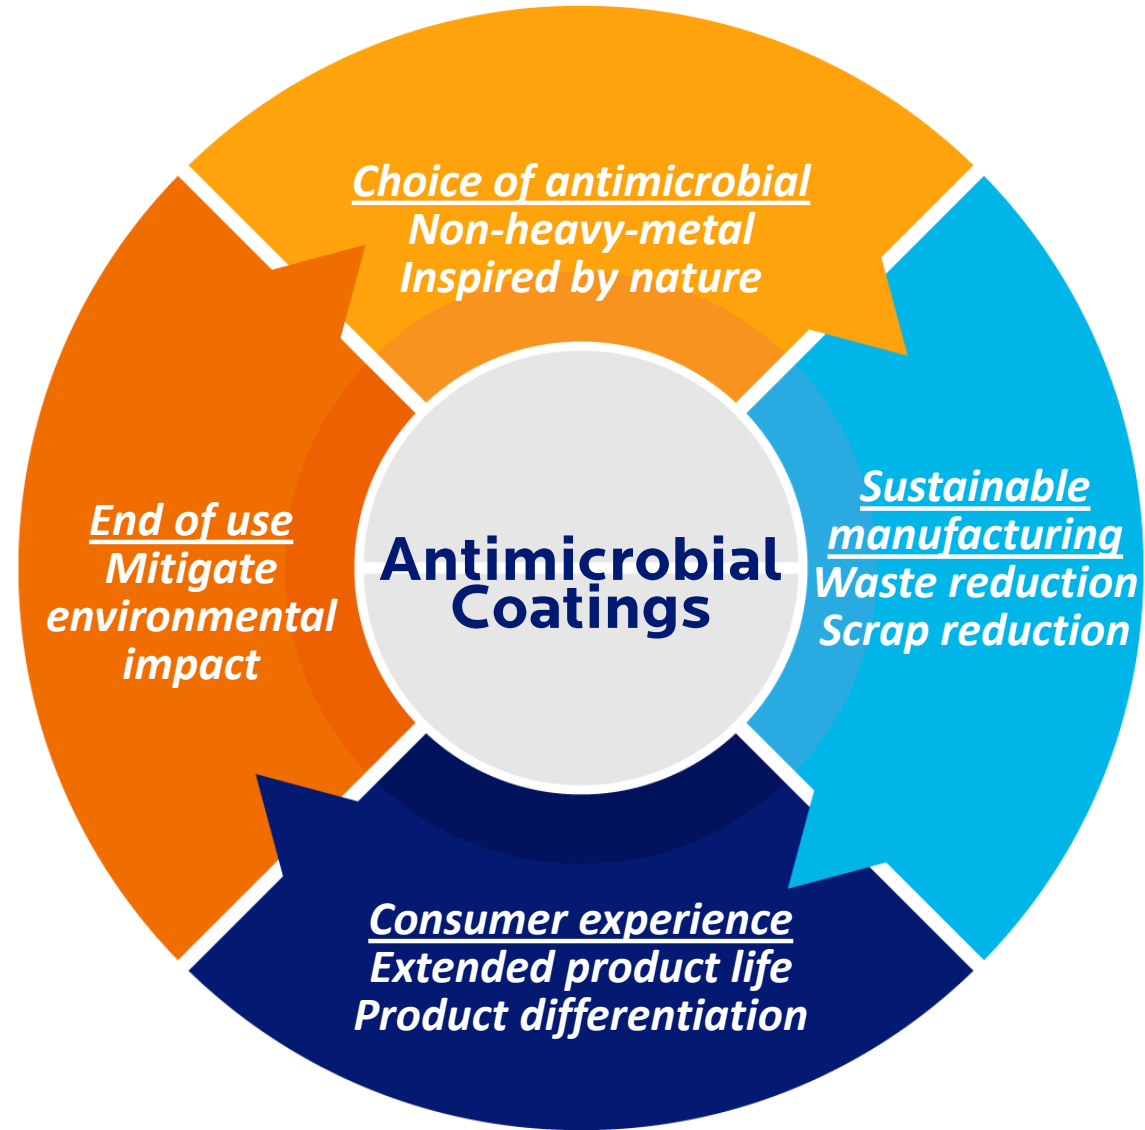 Choice of antimicrobial
Non-heavy-metal
Inspired by nature
Sustainable
manufacturing
Waste reduction
Scrap reduction
Consumer experience
Extended product life
Product differentiation
End of use
Mitigate
environmental
impact
Antimicrobial
Coatings